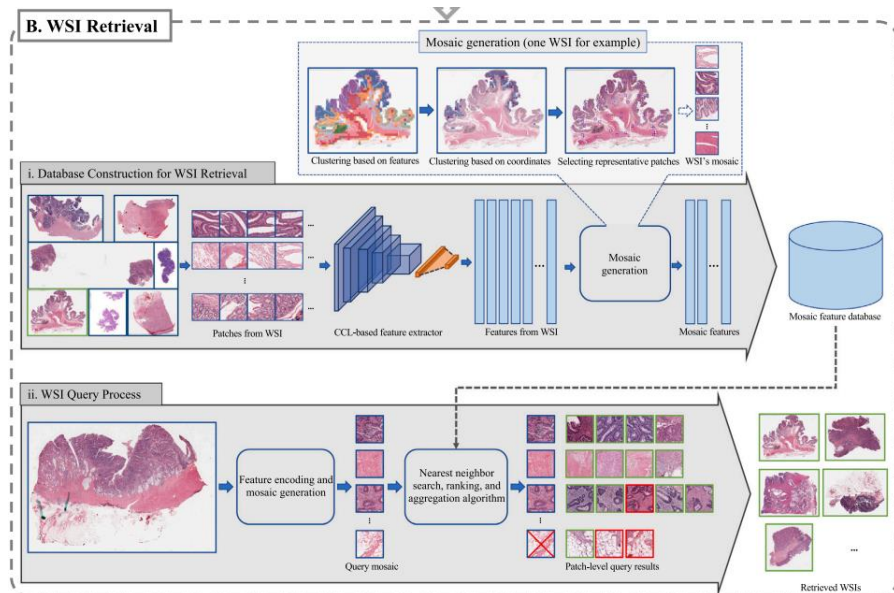 B. WSI Retrieval
Mosaic generation (one WSI for example)
Clustering based on features
Clustering based on coordinates
Selecting representative patches
WSI's mosaic
i. Database Construction for WSI Retrieval
Patches from WSI
CCL-based feature extractor
Features from WSI
Mosaic
generation
Mosaic features
Mosaic feature database
ii. WSI Query Process
Feature encoding and
mosaic generation
Query mosaic
Nearest neighbor
search, ranking, and
aggregation algorithm
Patch-level query results
Retrieved WSIs